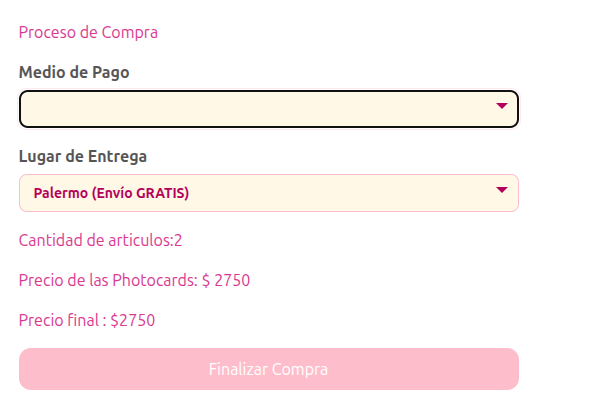 Proceso de Compra
Medio de Pago
Lugar de Entrega
Palermo (Envío GRATIS)
Cantidad de articulos:2
Precio de las Photocards: $ 2750
Precio final : $2750
Finalizar Compra